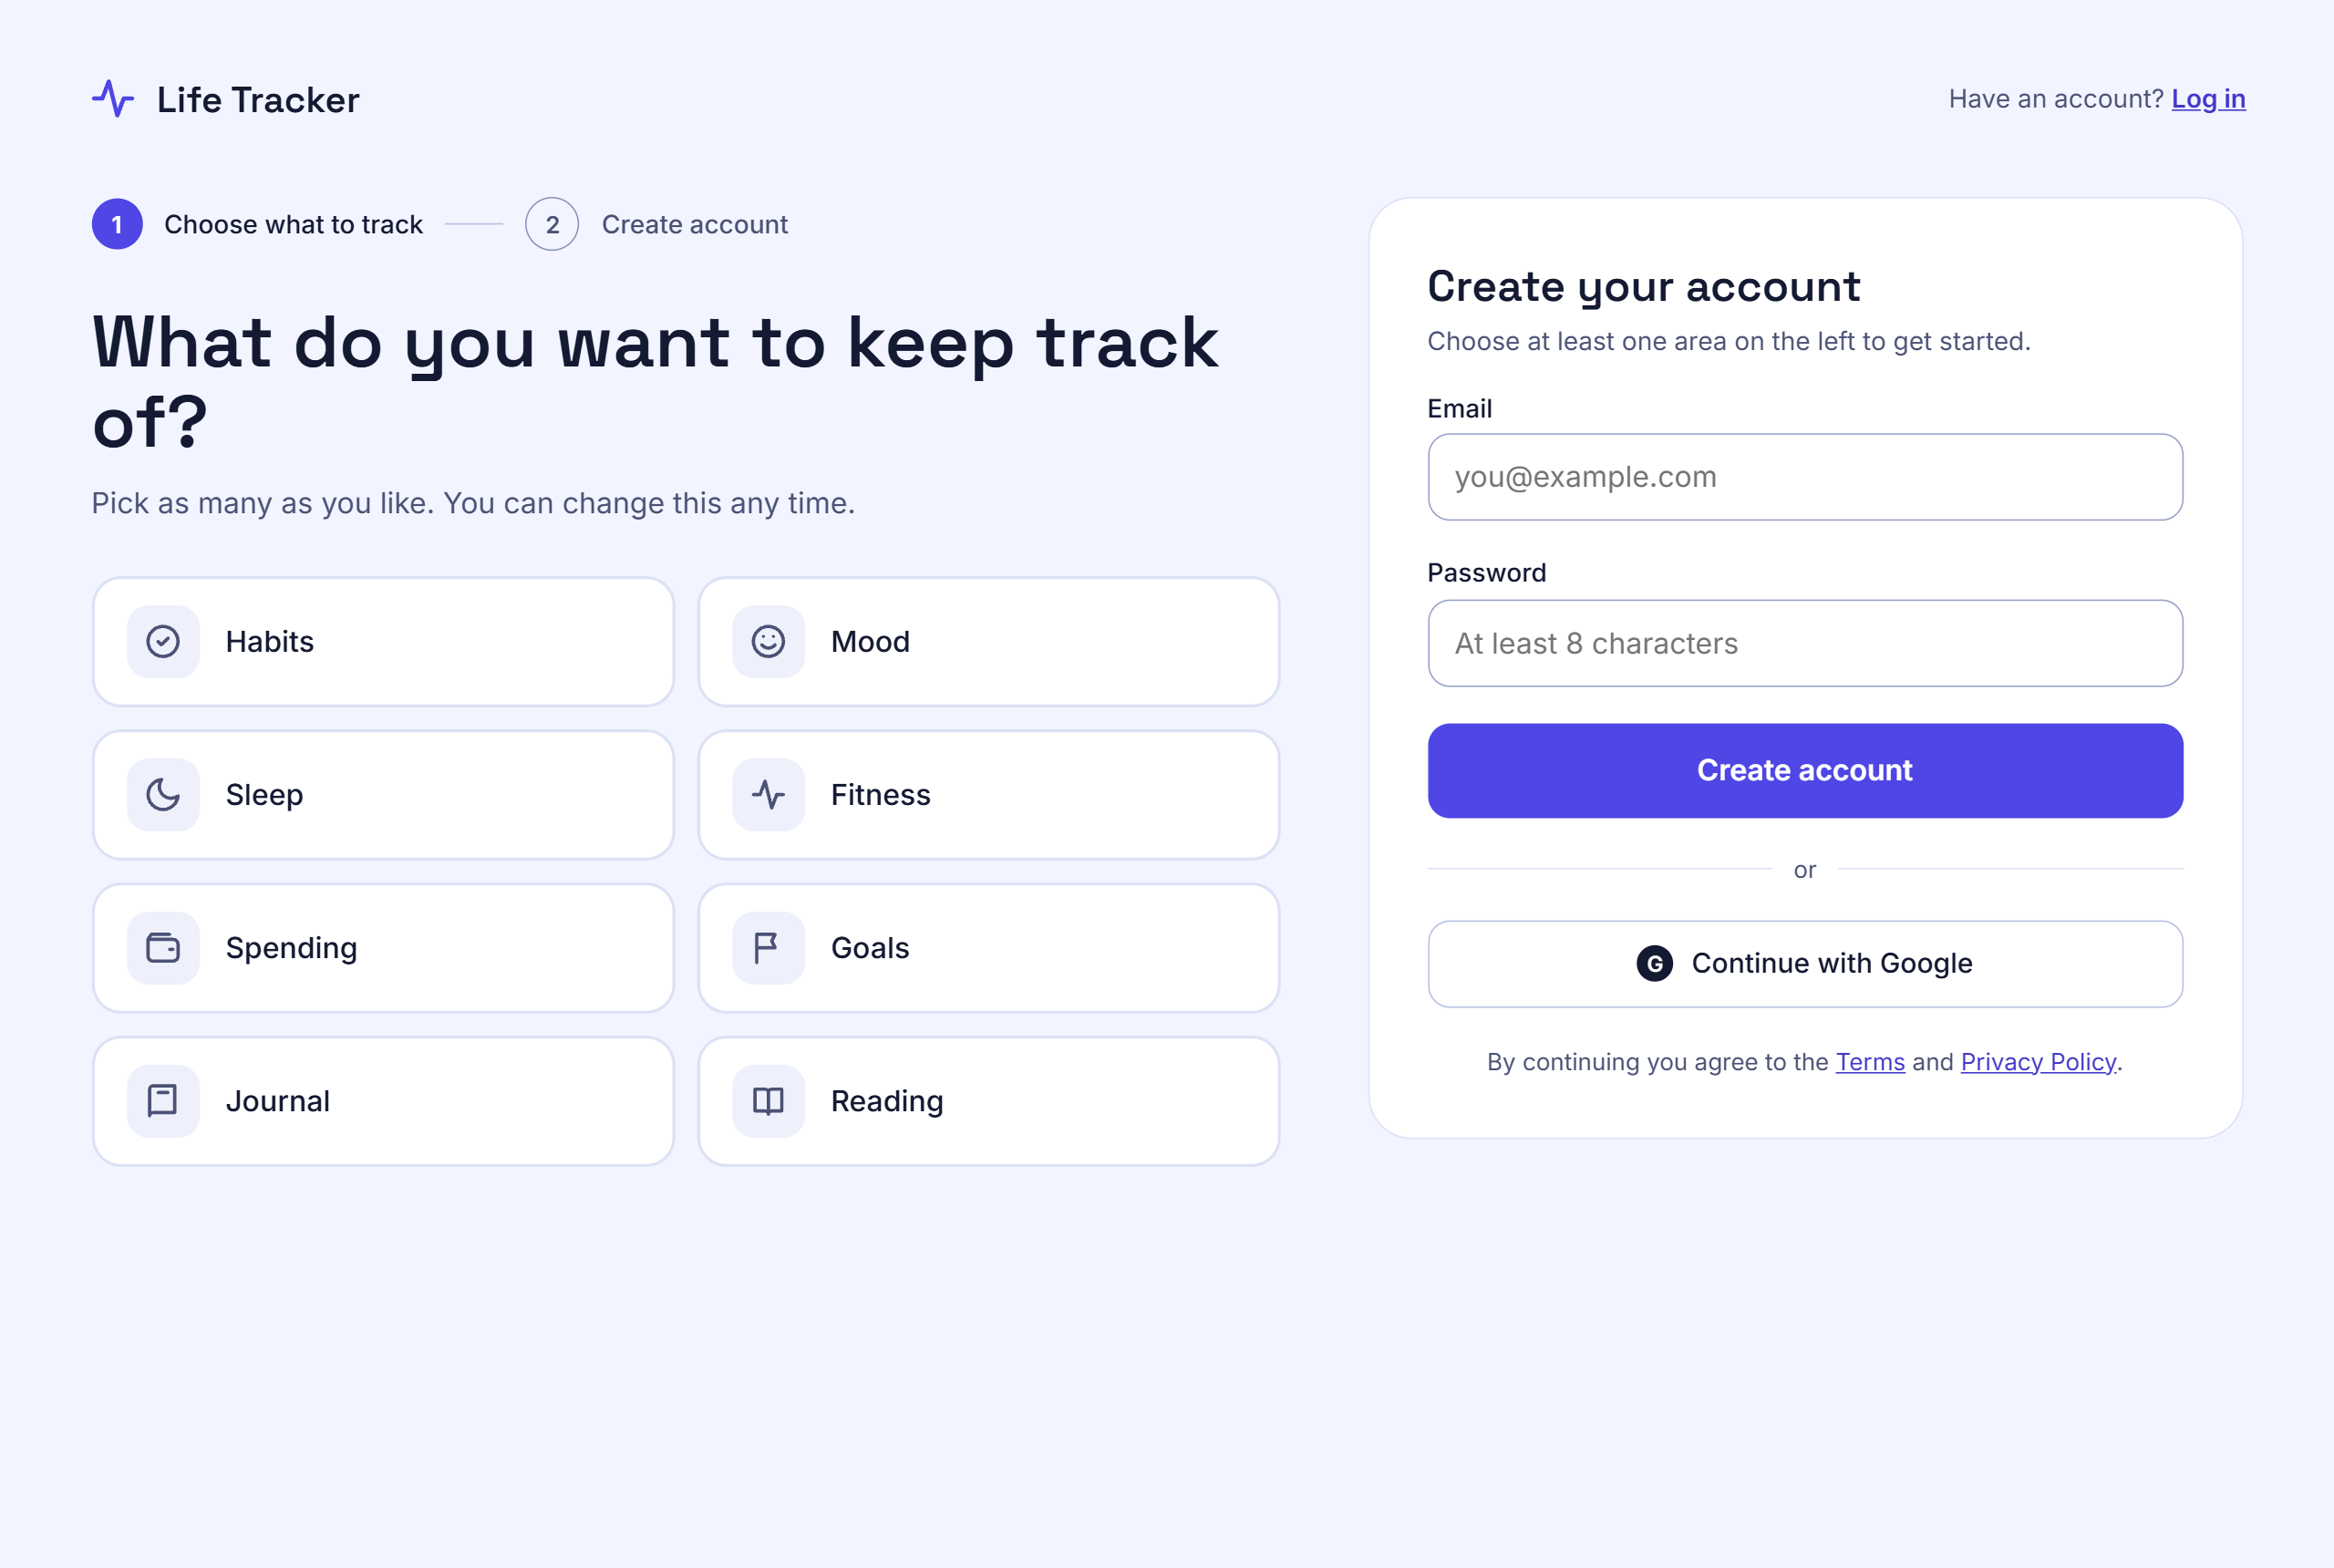 Life Tracker
Have an account? Log in
1 Choose what to track
2 Create account
What do you want to keep track
of?
Pick as many as you like. You can change this any time.
Habits
Mood
Sleep
Fitness
Spending
Goals
Journal
Reading
Create your account
Choose at least one area on the left to get started.
Email
you@example.com
Password
At least 8 characters
Create account
or
G Continue with Google
By continuing you agree to the Terms and Privacy Policy.